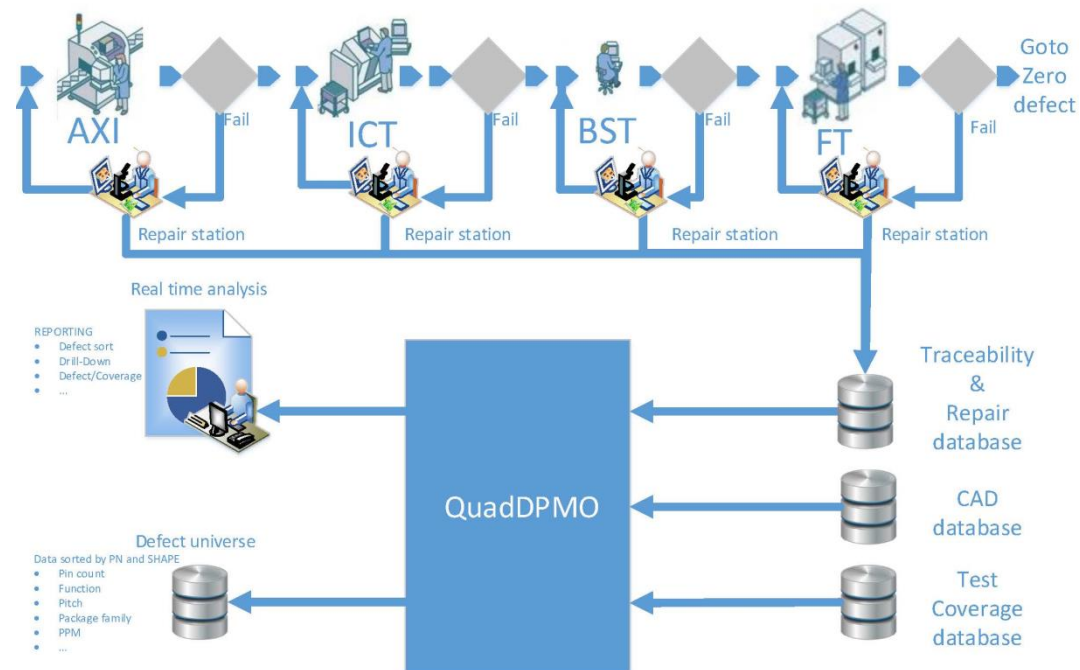 Goto
Zero
defect
AXI
Fail
ICT
Fail
BST
Fail
FT
Fail
Repair station
Repair station
Repair station
Repair station
Real time analysis
REPORTING
• Defect sort
• Drill-Down
• Defect/Coverage
• ...
Traceability
&
Repair
database
QuadDPMO
CAD
database
Defect universe
Data sorted by PN and SHAPE
• Pin count
• Function
• Pitch
• Package family
• PPM
• ...
Test
Coverage
database